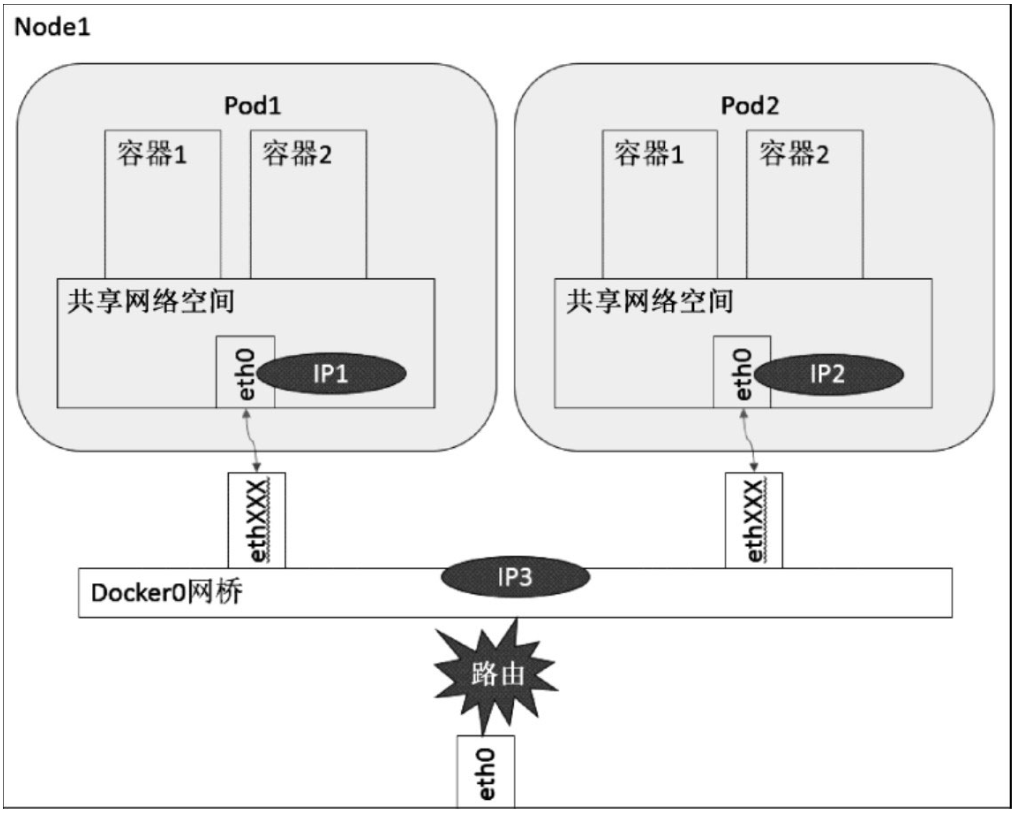 Node1
Pod1
容器1
容器2
共享网络空间
eth0
IP1
Pod2
容器1
容器2
共享网络空间
eth0
IP2
ethXXX
ethXXX
Docker0网桥
IP3
路由
eth0